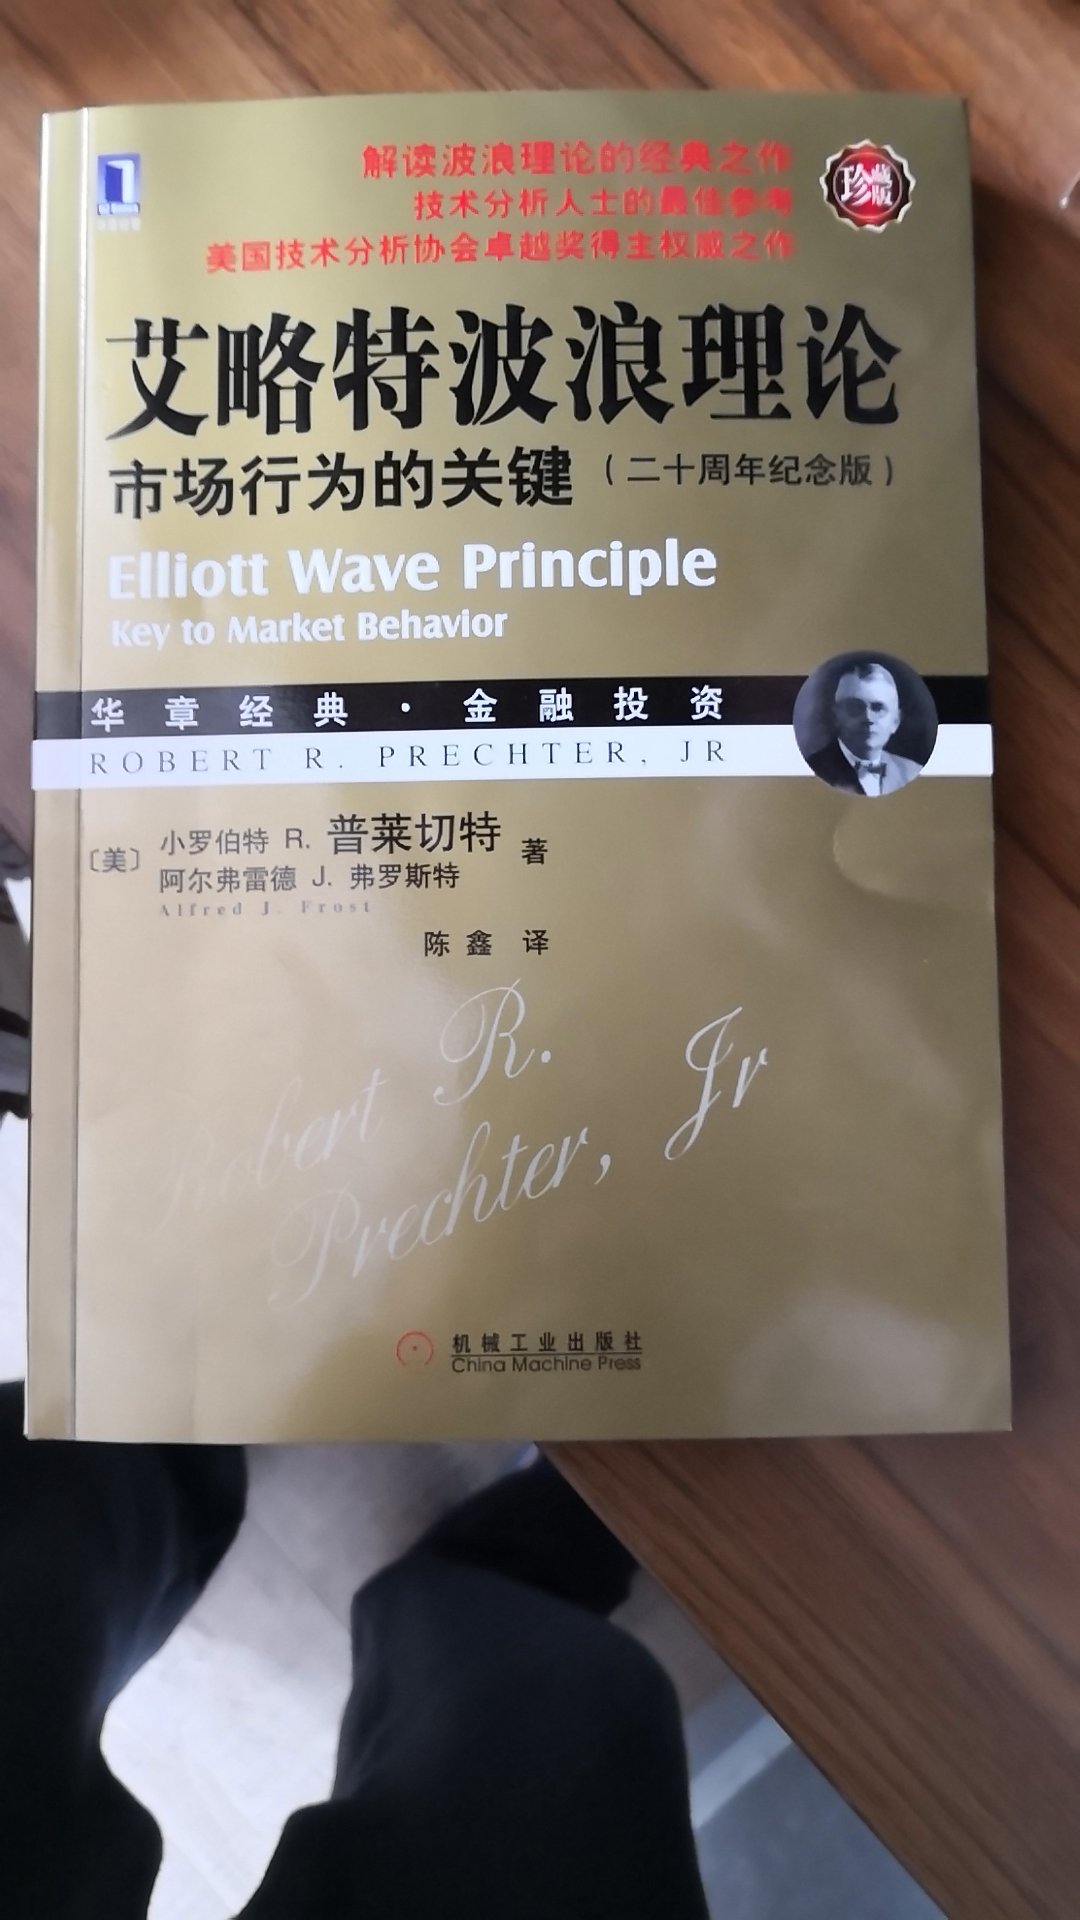 解读波浪理论的经典之作
技术分析人士的最佳参考
美国技术分析协会卓越奖得主权威之作
珍藏版
艾略特波浪理论
市场行为的关键（二十周年纪念版）
Elliott Wave Principle
Key to Market Behavior
华章经典·金融投资
ROBERT R. PRECHTER, JR
〔美〕 小罗伯特 R. 普莱切特 著
阿尔弗雷德 J. 弗罗斯特
Alfred J. Frost
陈鑫 译
Robert R.
Prechter, Jr
机械工业出版社
China Machine Press